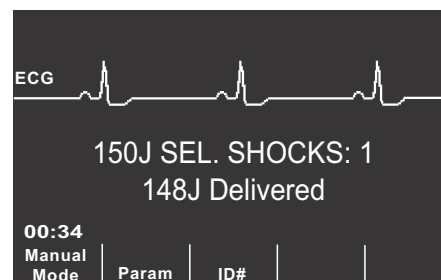 ECG
150J SEL. SHOCKS: 1
148J Delivered
00:34
Manual Mode
Param
ID#